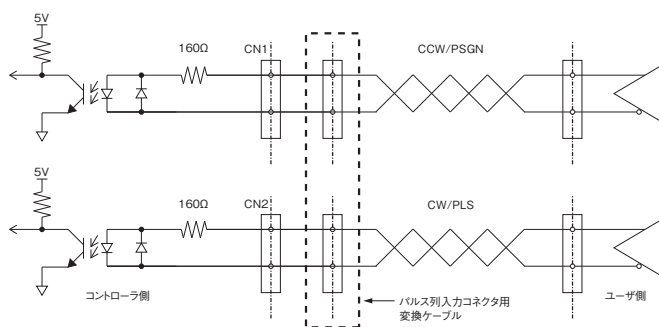 5V
160Ω
CN1
CCW/PSGN
5V
160Ω
CN2
CW/PLS
コントローラ側
パルス列入力コネクタ用
変換ケーブル
ユーザ側